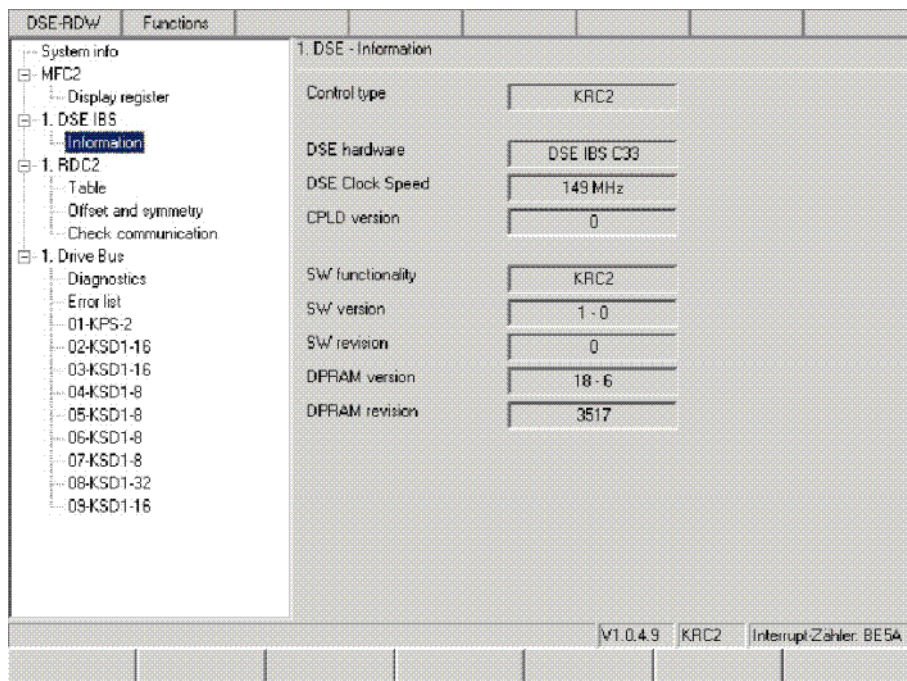 DSE-RDW Functions
System info
MFC2
Display register
1. DSE IBS
Information
1. RDC2
Table
Offset and symmetry
Check communication
1. Drive Bus
Diagnostics
Error list
01-KPS-2
02-KSD1-16
03-KSD1-16
04-KSD1-8
05-KSD1-8
06-KSD1-8
07-KSD1-8
08-KSD1-32
09-KSD1-16
1. DSE - Information
Control type KRC2
DSE hardware DSE IBS C33
DSE Clock Speed 149 MHz
CPLD version 0
SW functionality KRC2
SW version 1 - 0
SW revision 0
DPRAM version 18 - 6
DPRAM revision 3517
V1.0.4.9 KRC2 Interrupt-Zähler: BE5A